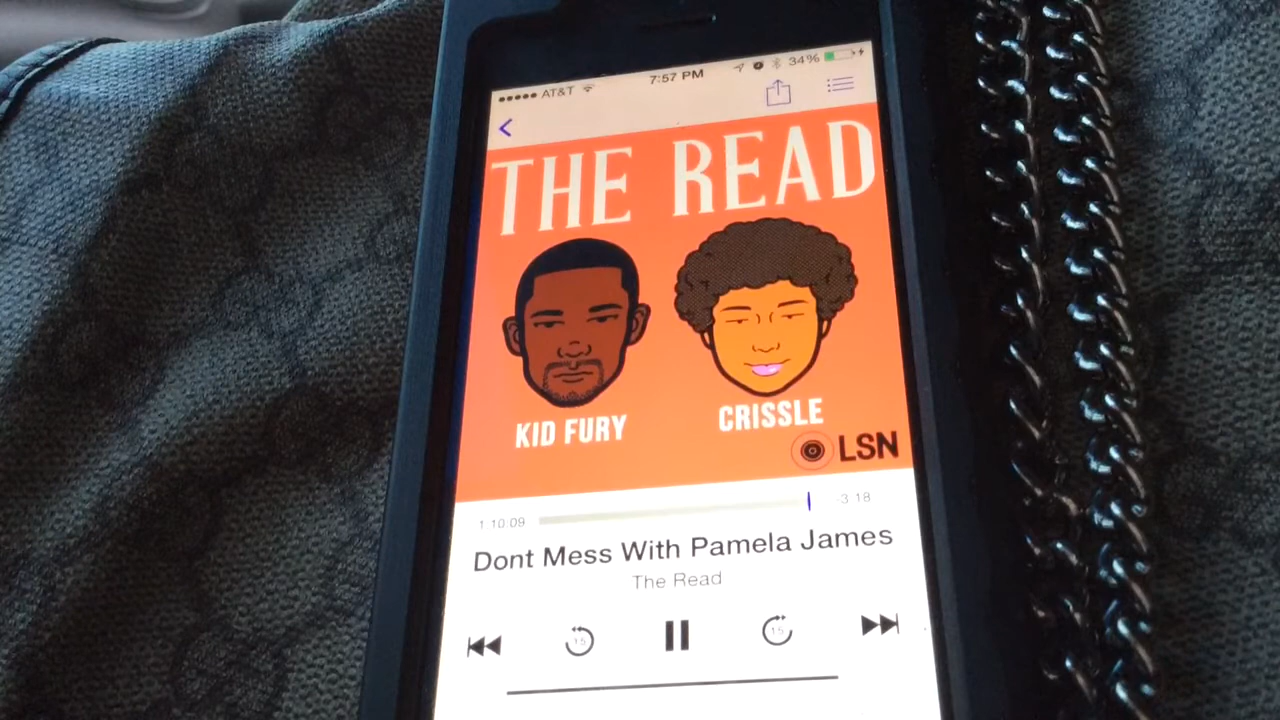 AT&T 7:57 PM 34%
THE READ
KID FURY CRISSLE
LSN
1:10:09 -3:18
Dont Mess With Pamela James
The Read
15 15